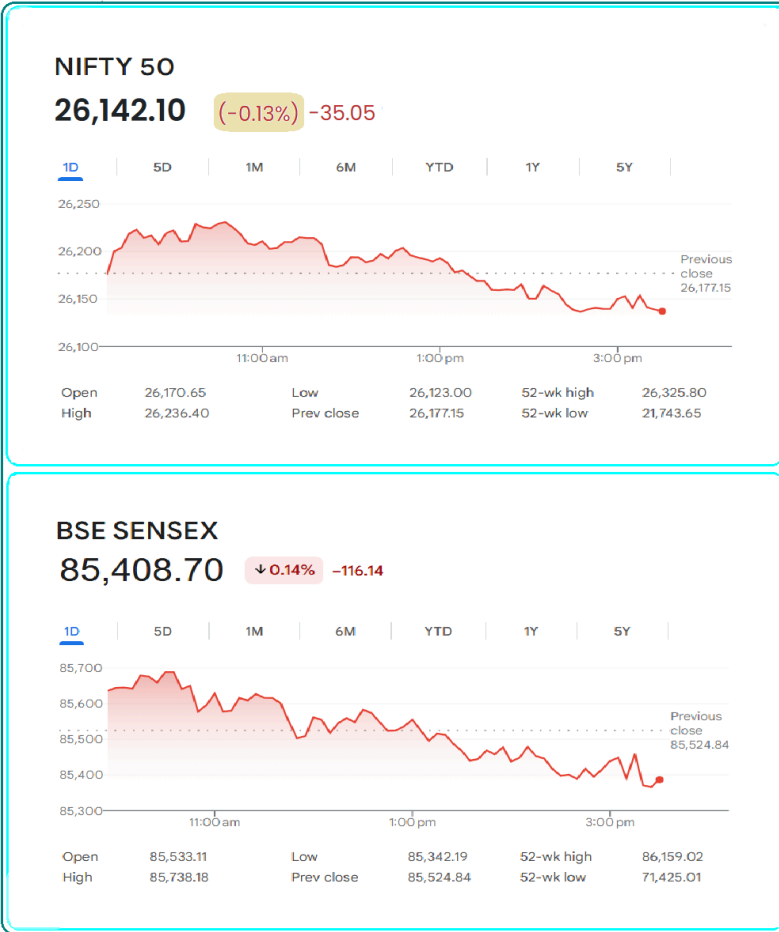 NIFTY 50
26,142.10 (-0.13%) -35.05
1D 5D 1M 6M YTD 1Y 5Y
26,250
26,200
Previous
close
26,177.15
26,150
26,100
11:00 am 1:00 pm 3:00 pm
Open 26,170.65 Low 26,123.00 52-wk high 26,325.80
High 26,236.40 Prev close 26,177.15 52-wk low 21,743.65
BSE SENSEX
85,408.70 ↓ 0.14% −116.14
1D 5D 1M 6M YTD 1Y 5Y
85,700
85,600
Previous
close
85,524.84
85,500
85,400
85,300
11:00 am 1:00 pm 3:00 pm
Open 85,533.11 Low 85,342.19 52-wk high 86,159.02
High 85,738.18 Prev close 85,524.84 52-wk low 71,425.01